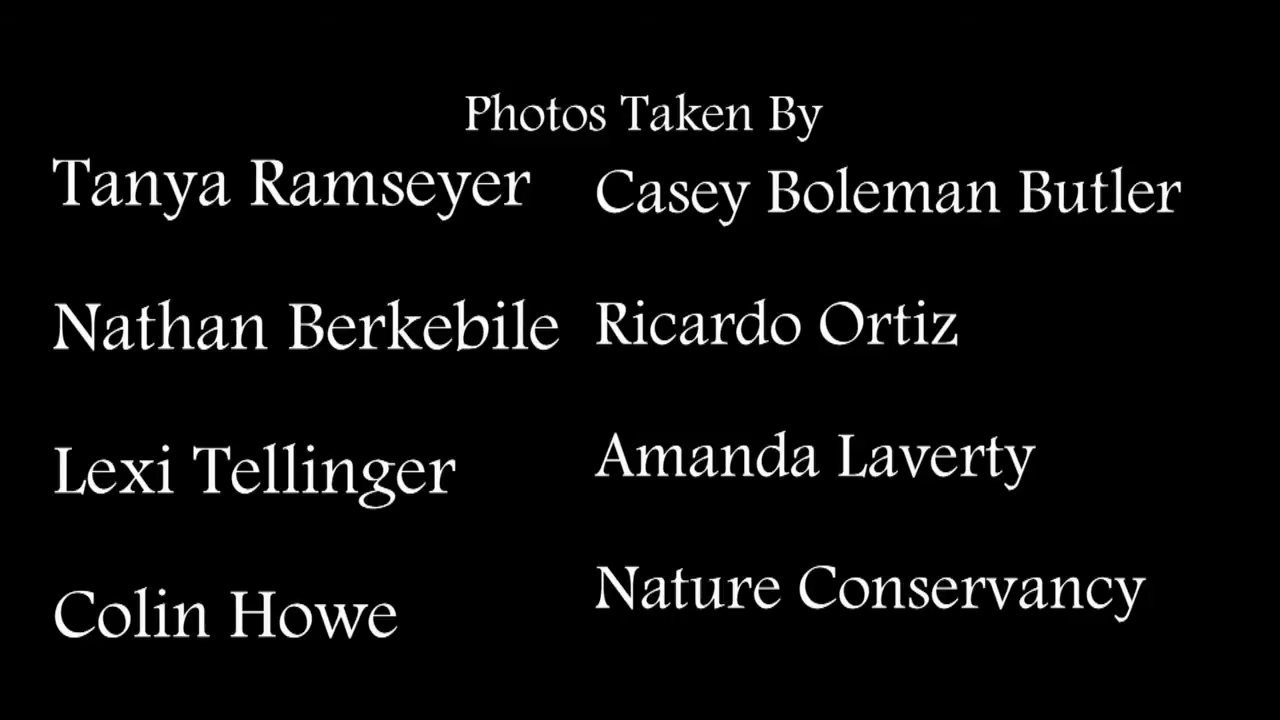 Photos Taken By
Tanya Ramseyer
Nathan Berkebile
Lexi Tellinger
Colin Howe
Casey Boleman Butler
Ricardo Ortiz
Amanda Laverty
Nature Conservancy